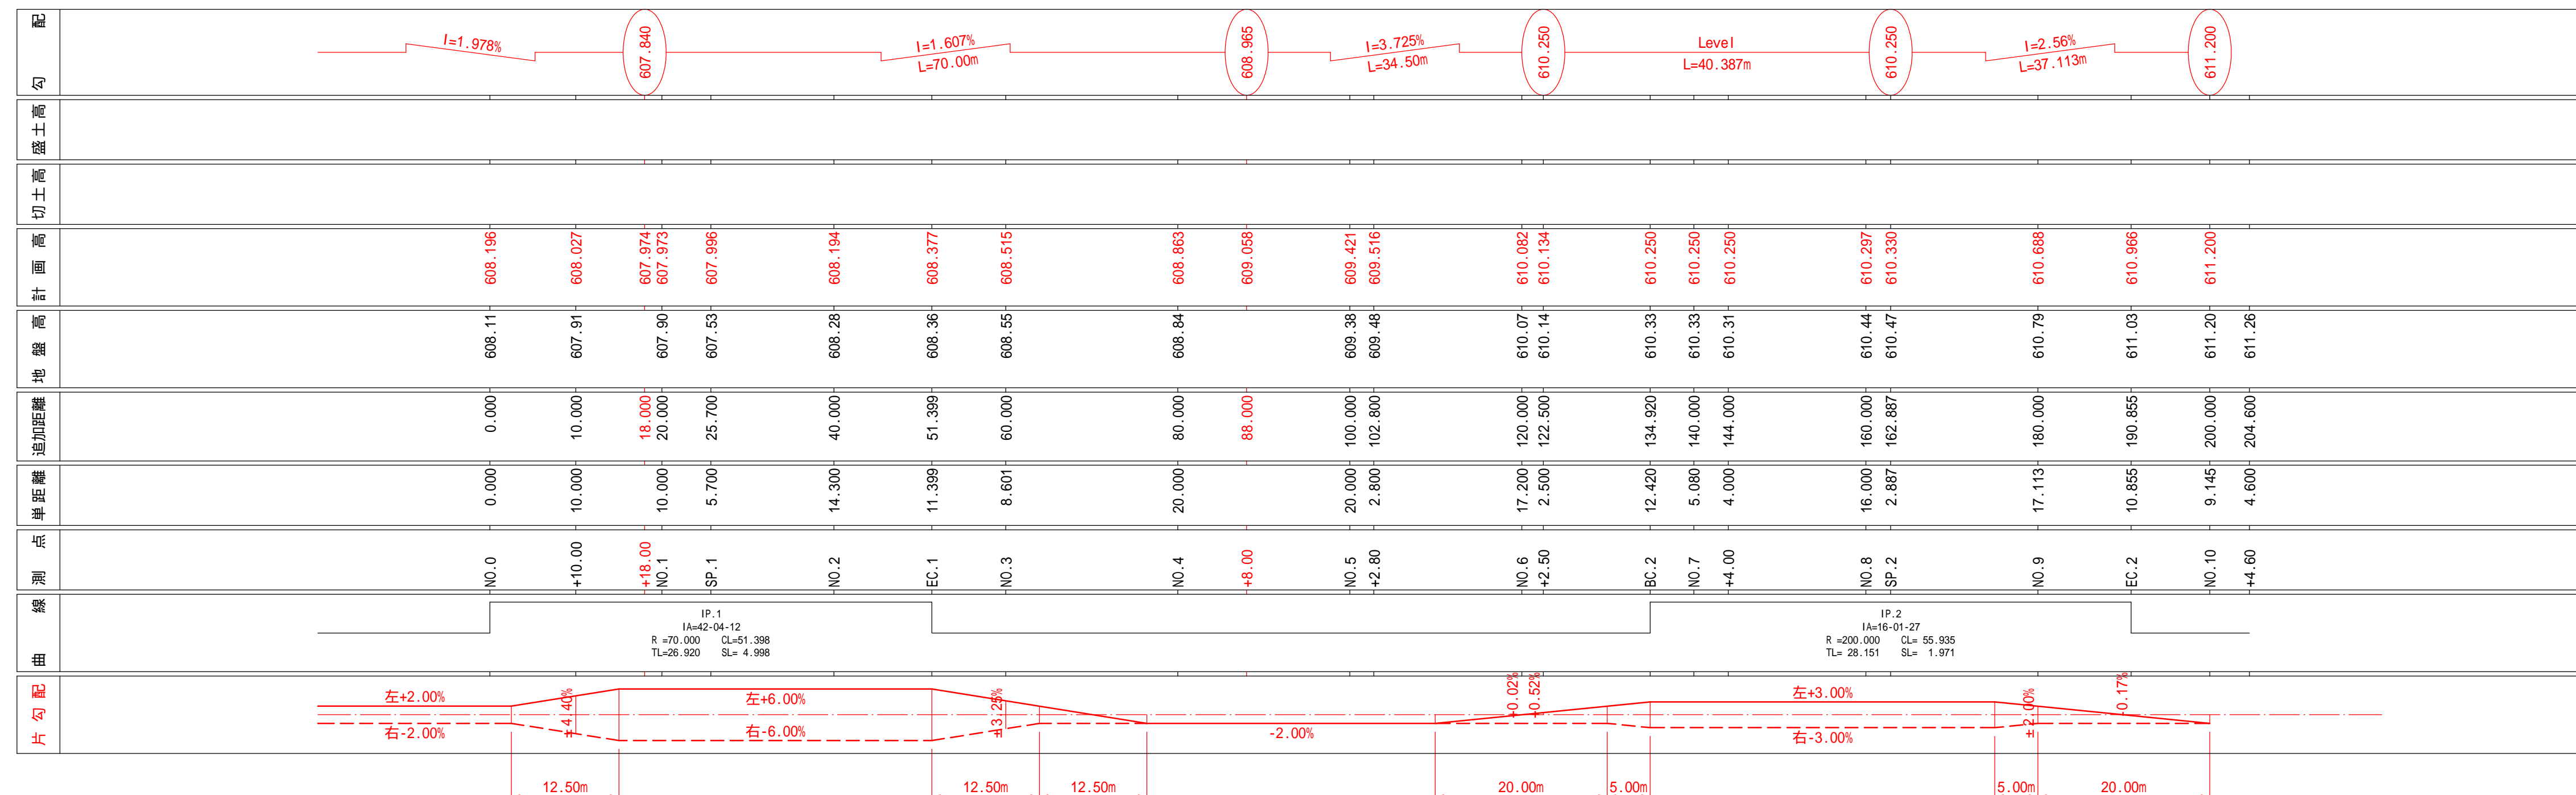 勾 配
I=1.978%
607.840
I=1.607%
L=70.00m
608.965
I=3.725%
L=34.50m
610.250
Level
L=40.387m
610.250
I=2.56%
L=37.113m
611.200
盛土高
切土高
計画高
608.196 608.027 607.974 607.973 607.996 608.194 608.377 608.515 608.863 609.058 609.421 609.516 610.082 610.134 610.250 610.250 610.250 610.297 610.330 610.688 610.966 611.200
地盤高
608.11 607.91 607.90 607.53 608.28 608.36 608.55 608.84 609.38 609.48 610.07 610.14 610.33 610.33 610.31 610.44 610.47 610.79 611.03 611.20 611.26
追加距離
0.000 10.000 18.000 20.000 25.700 40.000 51.399 60.000 80.000 88.000 100.000 102.800 120.000 122.500 134.920 140.000 144.000 160.000 162.887 180.000 190.855 200.000 204.600
単距離
0.000 10.000 10.000 5.700 14.300 11.399 8.601 20.000 20.000 2.800 17.200 2.500 12.420 5.080 4.000 16.000 2.887 17.113 10.855 9.145 4.600
測 点
NO.0 +10.00 +18.00 NO.1 SP.1 NO.2 EC.1 NO.3 NO.4 +8.00 NO.5 +2.80 NO.6 +2.50 BC.2 NO.7 +4.00 NO.8 SP.2 NO.9 EC.2 NO.10 +4.60
曲 線
IP.1
IA=42-04-12
R =70.000 CL=51.398
TL=26.920 SL= 4.998
IP.2
IA=16-01-27
R =200.000 CL= 55.935
TL= 28.151 SL= 1.971
片勾配
左+2.00%
右-2.00%
±4.40%
左+6.00%
右-6.00%
±3.25%
-2.00%
+0.02%
+0.52%
左+3.00%
右-3.00%
±2.00%
-0.17%
12.50m 12.50m 12.50m 20.00m 5.00m 5.00m 20.00m